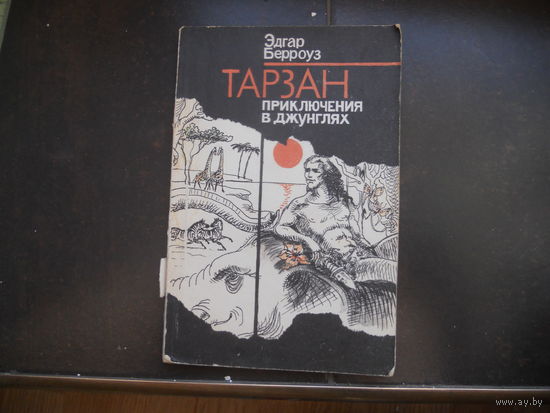 Эдгар
Берроуз
ТАРЗАН
ПРИКЛЮЧЕНИЯ
В ДЖУНГЛЯХ
www.ay.by